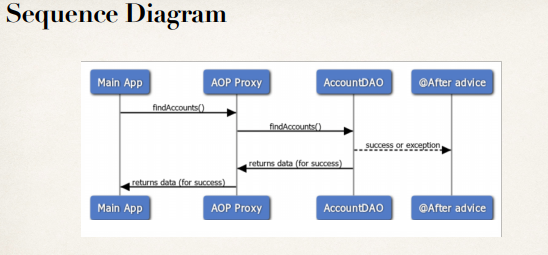 Sequence Diagram
Main App AOP Proxy AccountDAO @After advice
findAccounts()
findAccounts()
success or exception
returns data (for success)
returns data (for success)
Main App AOP Proxy AccountDAO @After advice